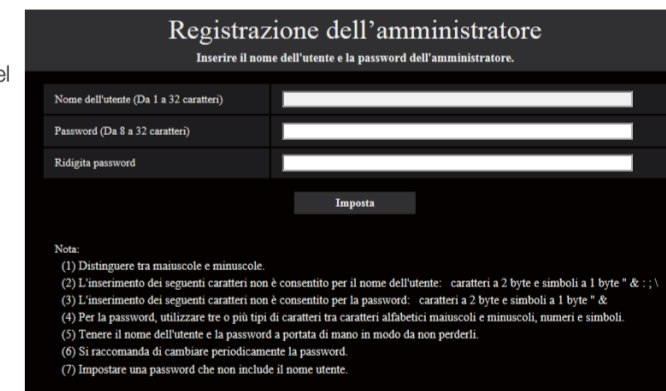 Registrazione dell'amministratore
Inserire il nome dell'utente e la password dell'amministratore.
el
Nome dell'utente (Da 1 a 32 caratteri)
Password (Da 8 a 32 caratteri)
Ridigita password
Imposta
Nota:
(1) Distinguere tra maiuscole e minuscole.
(2) L'inserimento dei seguenti caratteri non è consentito per il nome dell'utente: caratteri a 2 byte e simboli a 1 byte " & : ; \
(3) L'inserimento dei seguenti caratteri non è consentito per la password: caratteri a 2 byte e simboli a 1 byte " &
(4) Per la password, utilizzare tre o più tipi di caratteri tra caratteri alfabetici maiuscoli e minuscoli, numeri e simboli.
(5) Tenere il nome dell'utente e la password a portata di mano in modo da non perderli.
(6) Si raccomanda di cambiare periodicamente la password.
(7) Impostare una password che non include il nome utente.